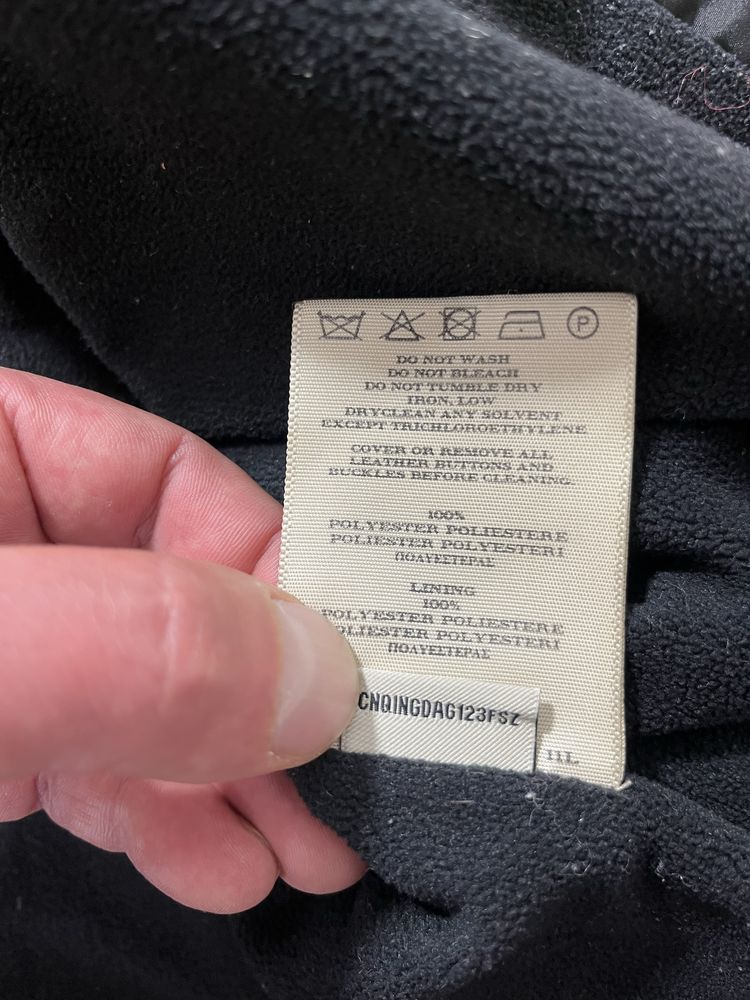 P
DO NOT WASH
DO NOT BLEACH
DO NOT TUMBLE DRY
IRON, LOW
DRYCLEAN ANY SOLVENT
EXCEPT TRICHLOROETHYLENE
COVER OR REMOVE ALL
LEATHER BUTTONS AND
BUCKLES BEFORE CLEANING.
100%
POLYESTER POLIESTERE
POLIESTER POLYESTERI
ΠΟΛΥΕΣΤΕΡΑΣ
LINING
100%
POLYESTER POLIESTERE
POLIESTER POLYESTERI
ΠΟΛΥΕΣΤΕΡΑΣ
CNQINGDAG123FSZ
11L